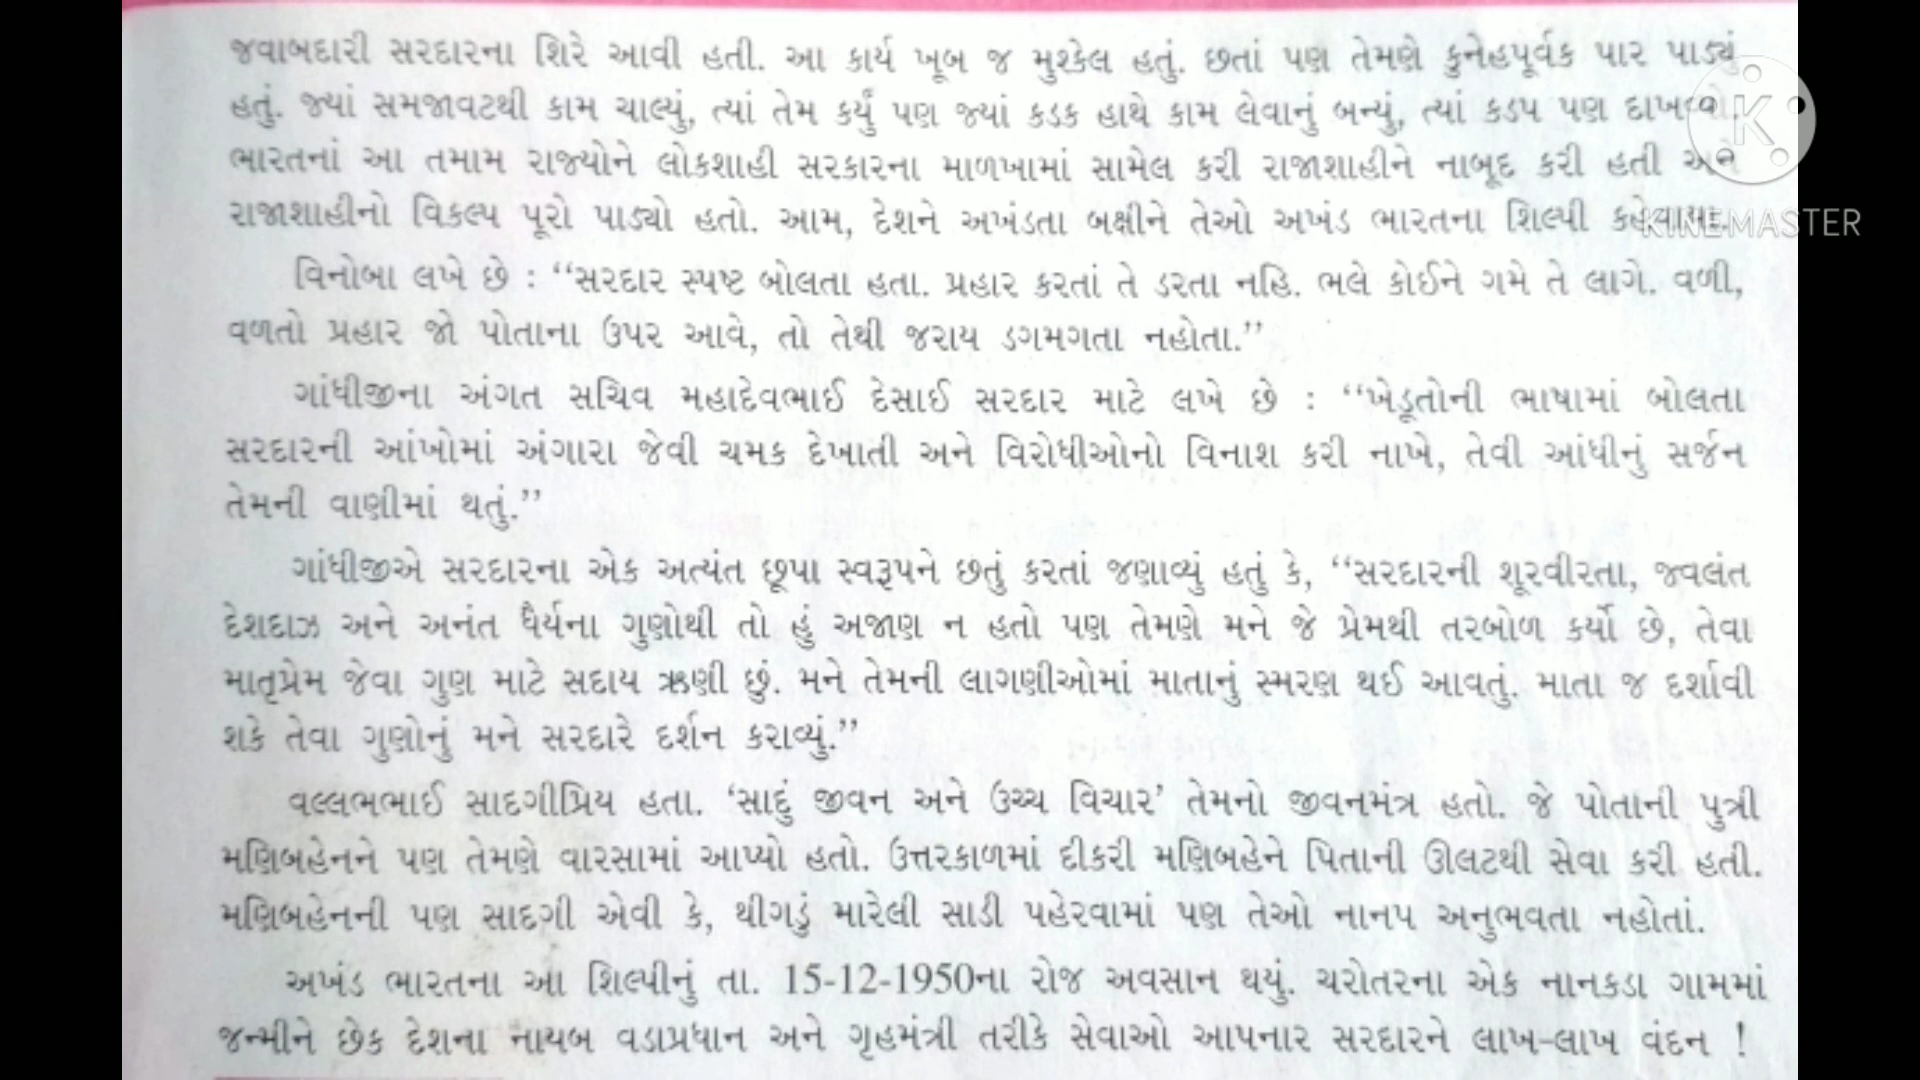 જવાબદારી સરદારના શિરે આવી હતી. આ કાર્ય ખૂબ જ મુશ્કેલ હતું. છતાં પણ તેમણે કુનેહપૂર્વક પાર પાડ્યું
હતું. જ્યાં સમજાવટથી કામ ચાલ્યું, ત્યાં તેમ કર્યું પણ જ્યાં કડક હાથે કામ લેવાનું બન્યું, ત્યાં કડપ પણ
ભારતનાં આ તમામ રાજ્યોને લોકશાહી સરકારના માળખામાં સામેલ કરી રાજાશાહીને નાબૂદ કરી હતી અને
રાજાશાહીનો વિકલ્પ પૂરો પાડ્યો હતો. આમ, દેશને અખંડતા બક્ષીને તેઓ અખંડ ભારતના શિલ્પી કહેવાયા.
KINEMASTER
વિનોબા લખે છે : “સરદાર સ્પષ્ટ બોલતા હતા. પ્રહાર કરતાં તે ડરતા નહિ. ભલે કોઈને ગમે તે લાગે. વળી,
વળતો પ્રહાર જો પોતાના ઉપર આવે, તો તેથી જરાય ડગમગતા નહોતા.”
ગાંધીજીના અંગત સચિવ મહાદેવભાઈ દેસાઈ સરદાર માટે લખે છે : “ખેડૂતોની ભાષામાં બોલતા
સરદારની આંખોમાં અંગારા જેવી ચમક દેખાતી અને વિરોધીઓનો વિનાશ કરી નાખે, તેવી આંધીનું સર્જન
તેમની વાણીમાં થતું.”
ગાંધીજીએ સરદારના એક અત્યંત છૂપા સ્વરૂપને છતું કરતાં જણાવ્યું હતું કે, “સરદારની શૂરવીરતા, જ્વલંત
દેશદાઝ અને અનંત ધૈર્યના ગુણોથી તો હું અજાણ ન હતો પણ તેમણે મને જે પ્રેમથી તરબોળ કર્યો છે, તેવા
માતૃપ્રેમ જેવા ગુણ માટે સદાય ઋણી છું. મને તેમની લાગણીઓમાં માતાનું સ્મરણ થઈ આવતું. માતા જ દર્શાવી
શકે તેવા ગુણોનું મને સરદારે દર્શન કરાવ્યું.”
વલ્લભભાઈ સાદગીપ્રિય હતા. ‘સાદું જીવન અને ઉચ્ચ વિચાર’ તેમનો જીવનમંત્ર હતો. જે પોતાની પુત્રી
મણિબહેનને પણ તેમણે વારસામાં આપ્યો હતો. ઉત્તરકાળમાં દીકરી મણિબહેને પિતાની ઊલટથી સેવા કરી હતી.
મણિબહેનની પણ સાદગી એવી કે, થીગડું મારેલી સાડી પહેરવામાં પણ તેઓ નાનપ અનુભવતા નહોતાં.
અખંડ ભારતના આ શિલ્પીનું તા. 15-12-1950ના રોજ અવસાન થયું. ચરોતરના એક નાનકડા ગામમાં
જન્મીને છેક દેશના નાયબ વડાપ્રધાન અને ગૃહમંત્રી તરીકે સેવાઓ આપનાર સરદારને લાખ-લાખ વંદન !